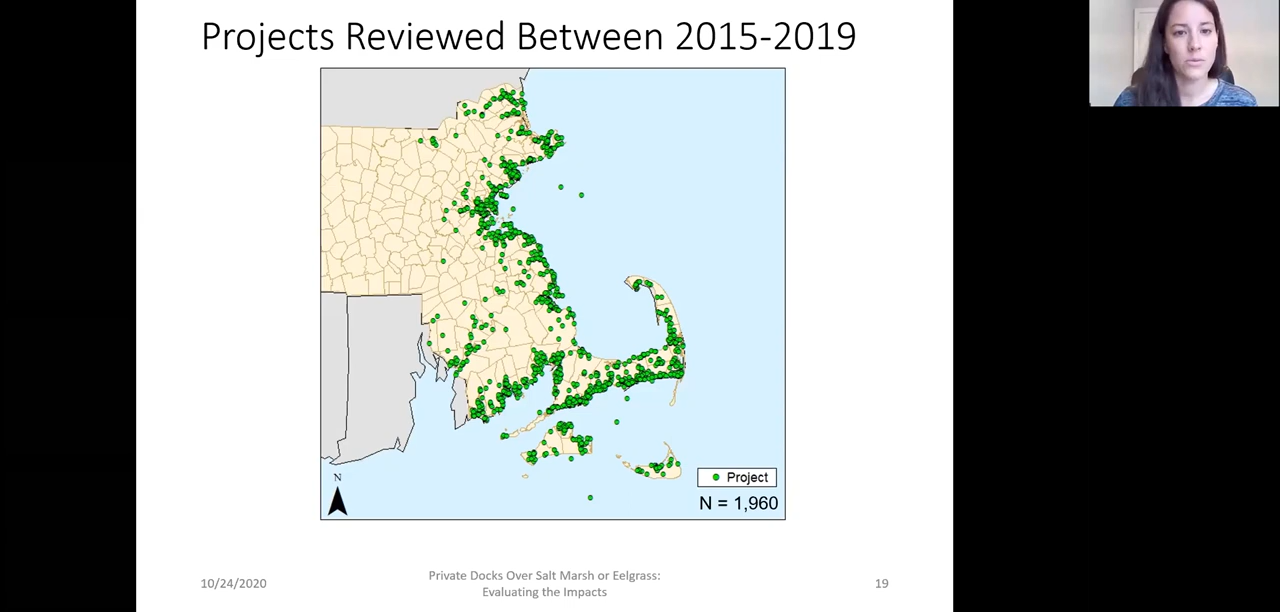 Projects Reviewed Between 2015-2019
N
Project
N = 1,960
10/24/2020
Private Docks Over Salt Marsh or Eelgrass:
Evaluating the Impacts
19